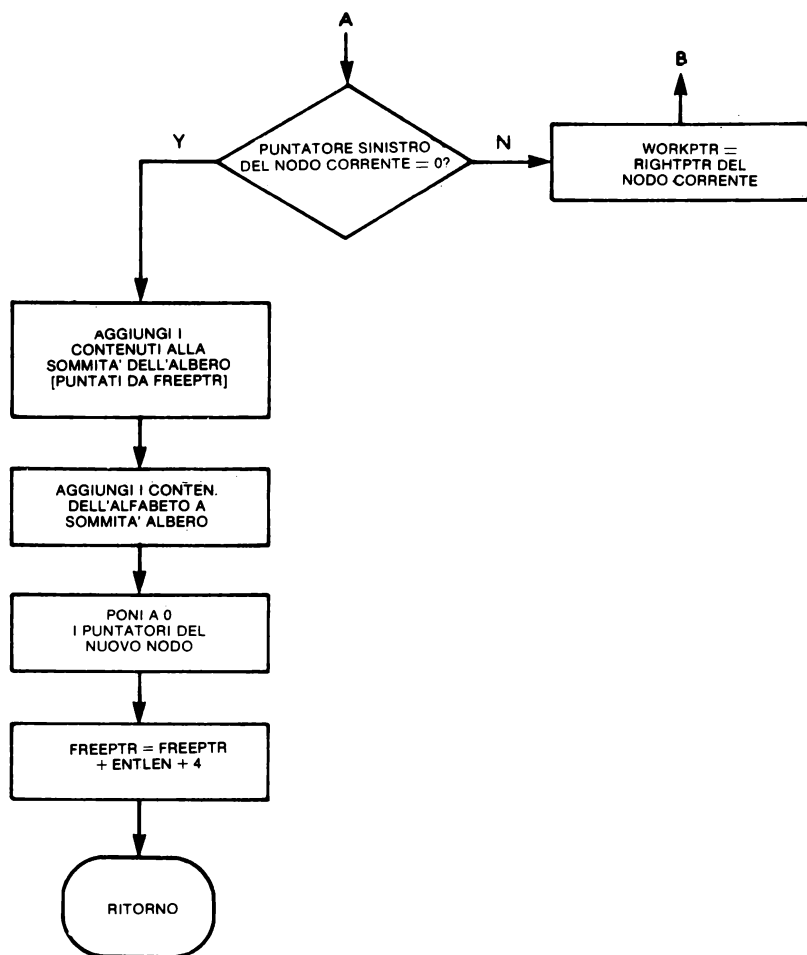 A
B
PUNTATORE SINISTRO
DEL NODO CORRENTE = 0?
Y
N
WORKPTR =
RIGHTPTR DEL
NODO CORRENTE
AGGIUNGI I
CONTENUTI ALLA
SOMMITA' DELL'ALBERO
[PUNTATI DA FREEPTR]
AGGIUNGI I CONTEN.
DELL'ALFABETO A
SOMMITA' ALBERO
PONI A 0
I PUNTATORI DEL
NUOVO NODO
FREEPTR = FREEPTR
+ ENTLEN + 4
RITORNO